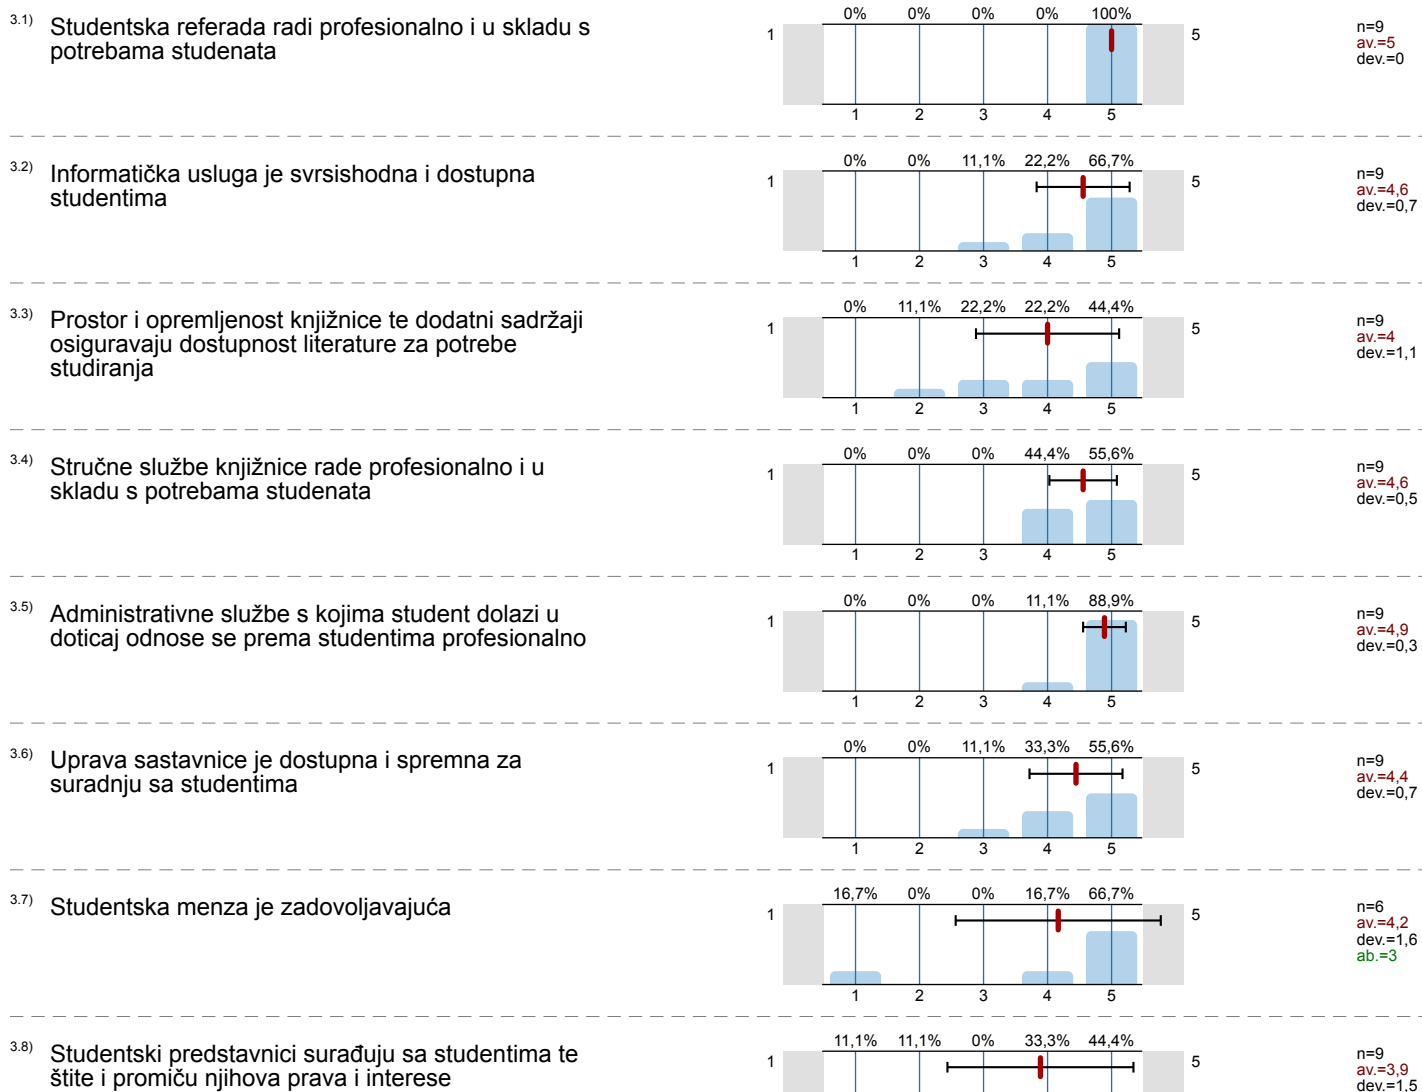 3.1) Studentska referada radi profesionalno i u skladu s
potrebama studenata
0% 0% 0% 0% 100%
1 5
1 2 3 4 5
n=9
av.=5
dev.=0
3.2) Informatička usluga je svrsishodna i dostupna
studentima
0% 0% 11,1% 22,2% 66,7%
1 5
1 2 3 4 5
n=9
av.=4,6
dev.=0,7
3.3) Prostor i opremljenost knjižnice te dodatni sadržaji
osiguravaju dostupnost literature za potrebe
studiranja
0% 11,1% 22,2% 22,2% 44,4%
1 5
1 2 3 4 5
n=9
av.=4
dev.=1,1
3.4) Stručne službe knjižnice rade profesionalno i u
skladu s potrebama studenata
0% 0% 0% 44,4% 55,6%
1 5
1 2 3 4 5
n=9
av.=4,6
dev.=0,5
3.5) Administrativne službe s kojima student dolazi u
doticaj odnose se prema studentima profesionalno
0% 0% 0% 11,1% 88,9%
1 5
1 2 3 4 5
n=9
av.=4,9
dev.=0,3
3.6) Uprava sastavnice je dostupna i spremna za
suradnju sa studentima
0% 0% 11,1% 33,3% 55,6%
1 5
1 2 3 4 5
n=9
av.=4,4
dev.=0,7
3.7) Studentska menza je zadovoljavajuća
16,7% 0% 0% 16,7% 66,7%
1 5
1 2 3 4 5
n=6
av.=4,2
dev.=1,6
ab.=3
3.8) Studentski predstavnici surađuju sa studentima te
štite i promiču njihova prava i interese
11,1% 11,1% 0% 33,3% 44,4%
1 5
n=9
av.=3,9
dev.=1,5